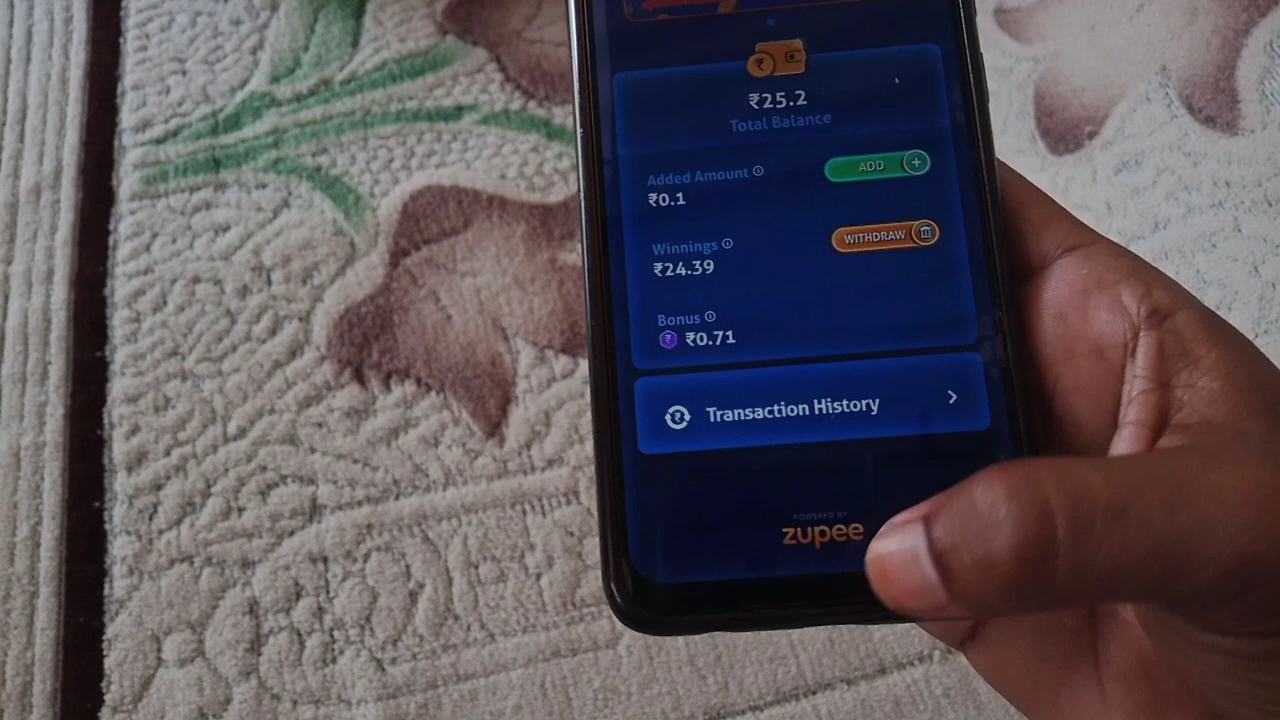 ₹25.2
Total Balance
Added Amount
₹0.1
ADD
Winnings
₹24.39
WITHDRAW
Bonus
₹0.71
Transaction History
POWERED BY
zupee